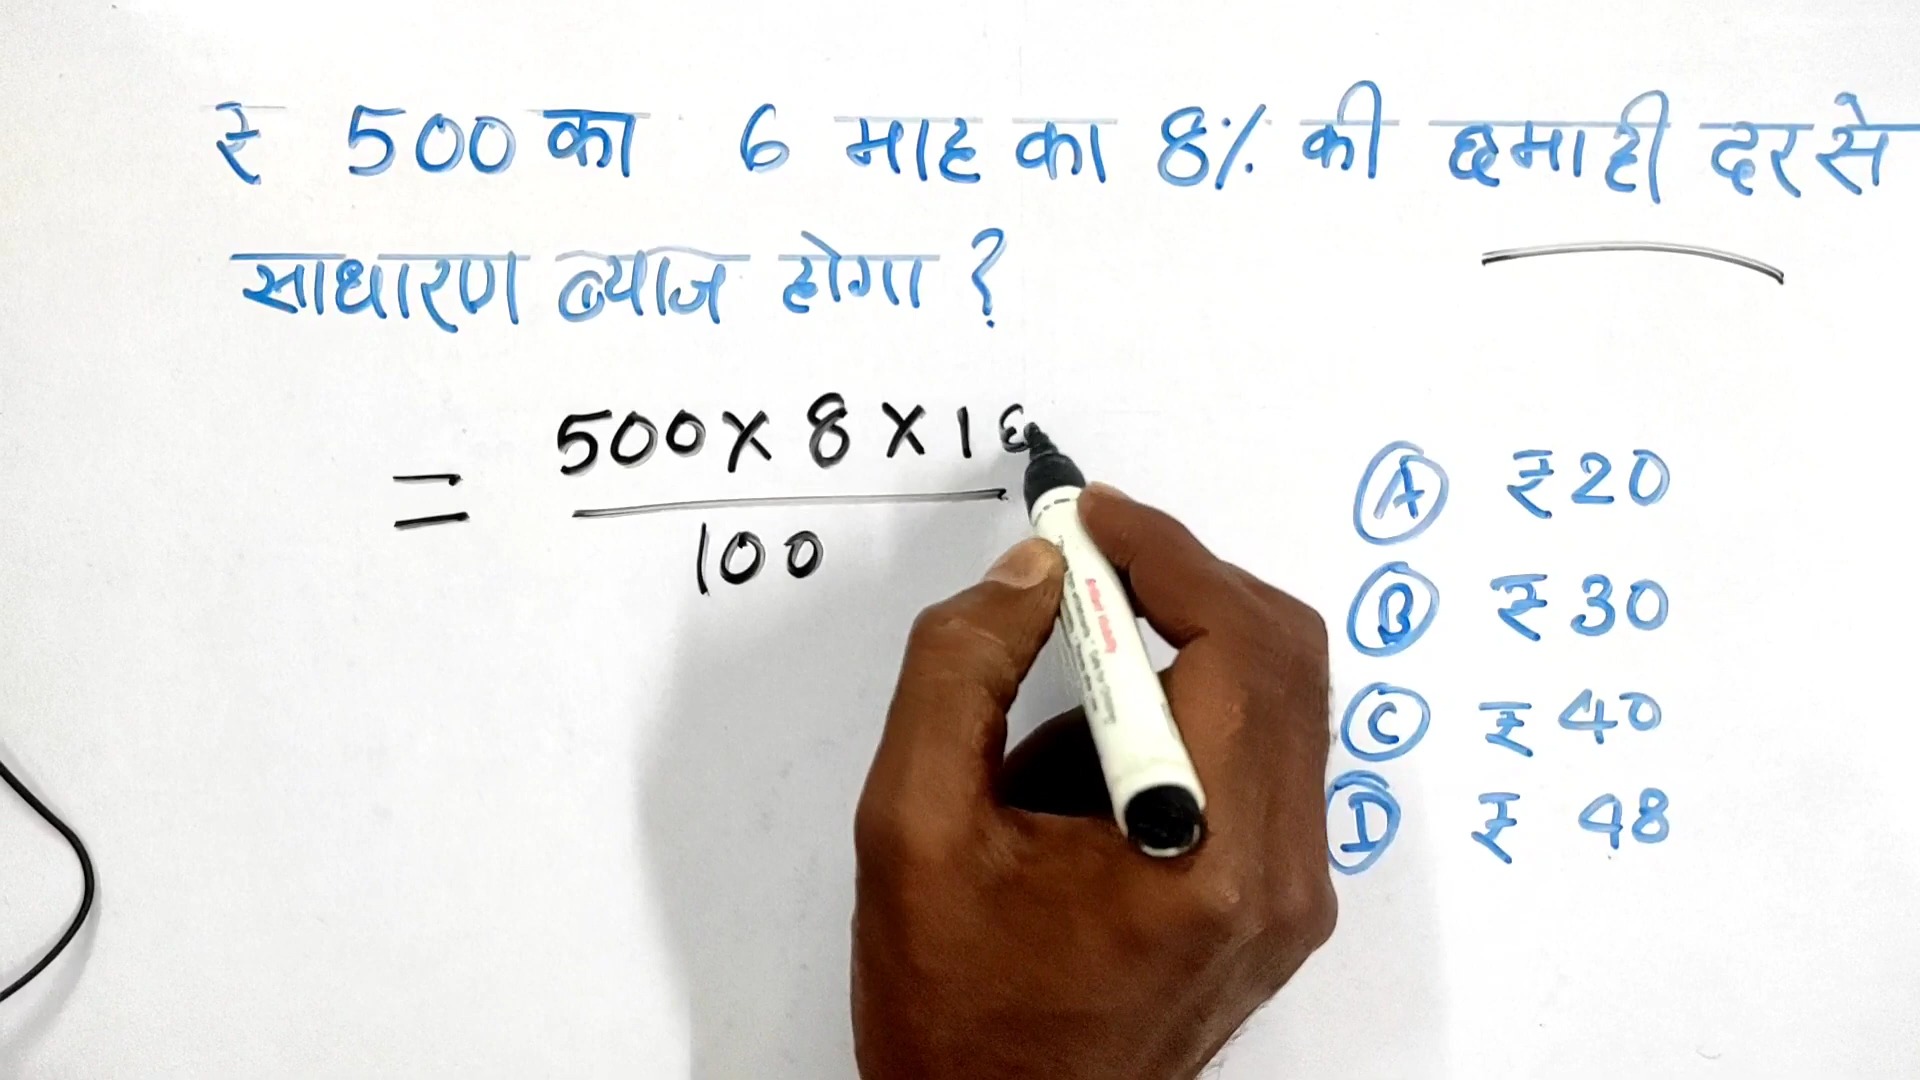 ₹ 500 का 6 माह का 8% की छमाही दर से
साधारण ब्याज होगा ?
= 500 X 8 X 1
100
A ₹ 20
B ₹ 30
C ₹ 40
D ₹ 48